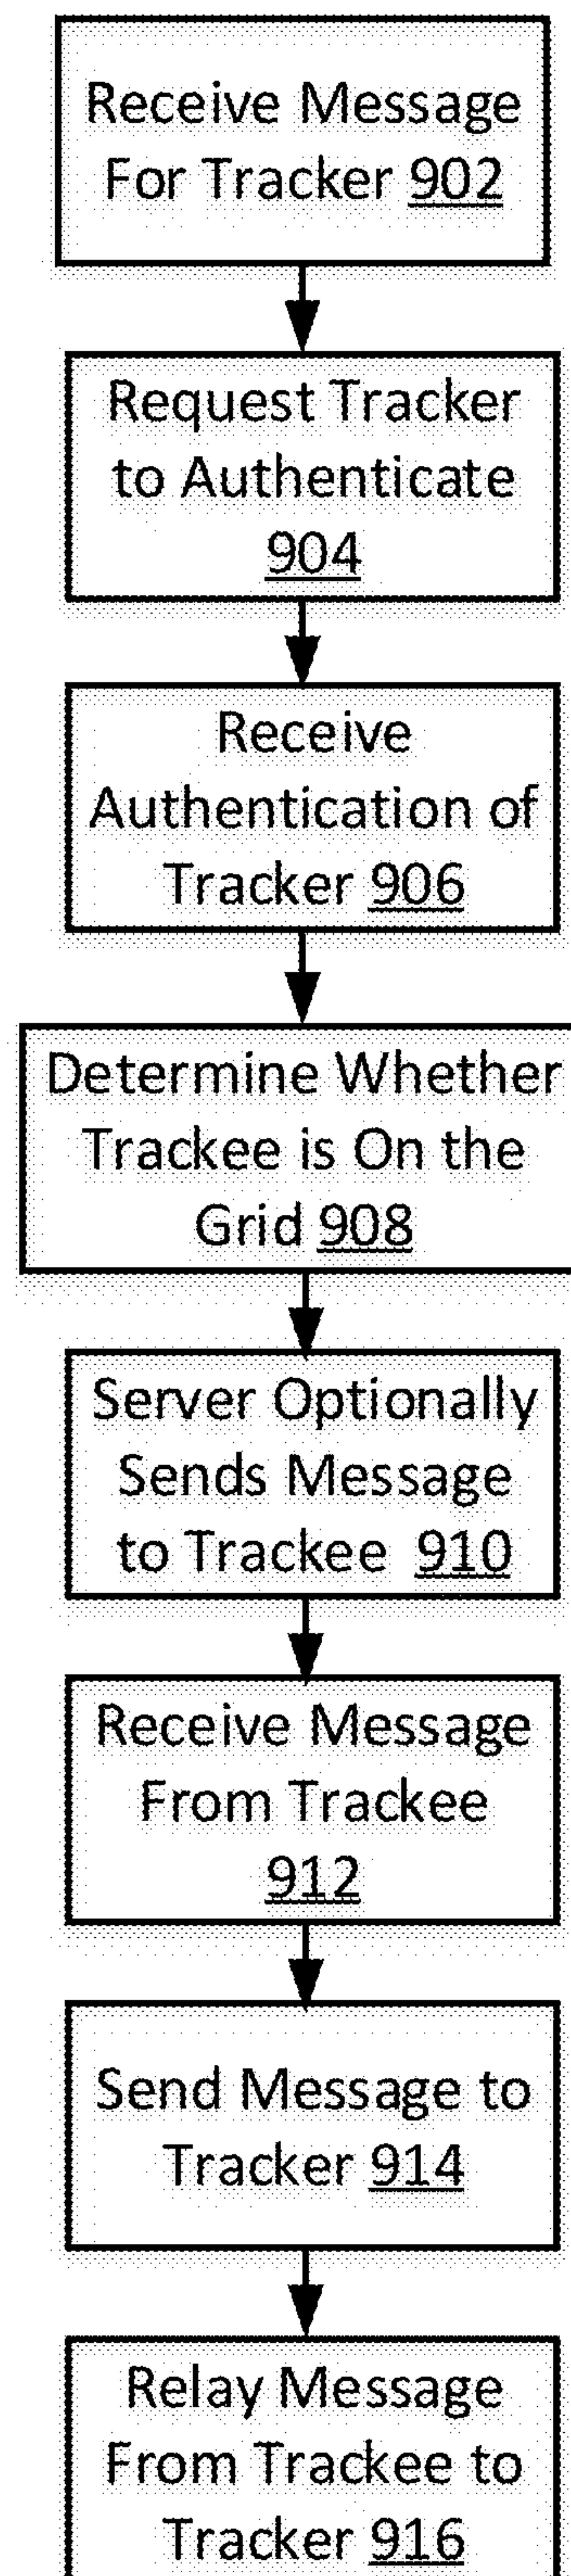 Receive Message
For Tracker 902
Request Tracker
to Authenticate
904
Receive
Authentication of
Tracker 906
Determine Whether
Trackee is On the
Grid 908
Server Optionally
Sends Message
to Trackee 910
Receive Message
From Trackee
912
Send Message to
Tracker 914
Relay Message
From Trackee to
Tracker 916